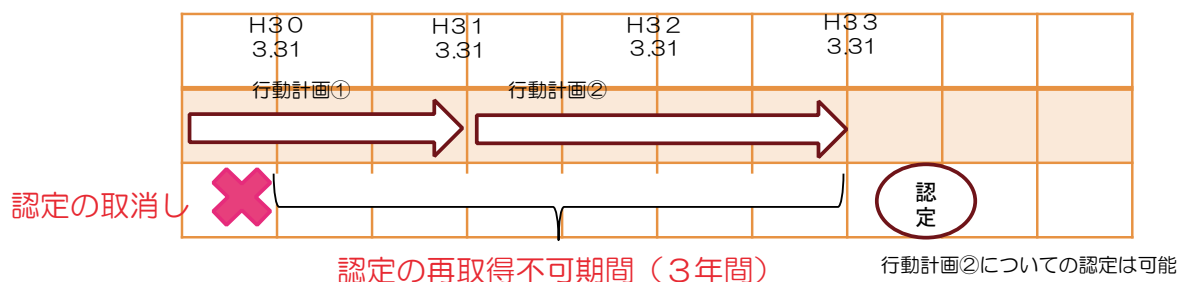 H30 H31 H32 H33
3.31 3.31 3.31 3.31
行動計画① 行動計画②
認定の取消し
認
定
認定の再取得不可期間（3年間）
行動計画②についての認定は可能